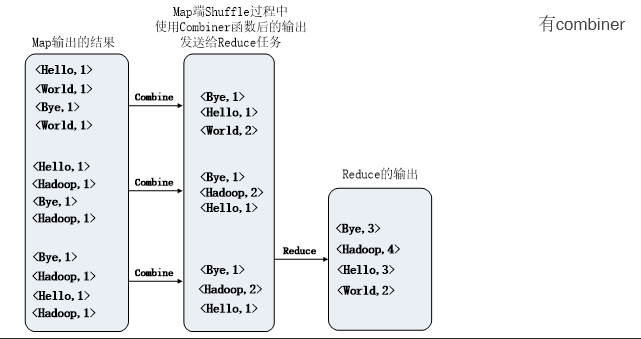 有combiner
Map端Shuffle过程中
使用Combiner函数后的输出
发送给Reduce任务
Map输出的结果
<Hello,1>
<World,1>
<Bye,1>
<World,1>
Combine
<Bye,1>
<Hello,1>
<World,2>
<Hello,1>
<Hadoop,1>
<Bye,1>
<Hadoop,1>
Combine
<Bye,1>
<Hadoop,2>
<Hello,1>
<Bye,1>
<Hadoop,1>
<Hello,1>
<Hadoop,1>
Combine
<Bye,1>
<Hadoop,2>
<Hello,1>
Reduce
Reduce的输出
<Bye,3>
<Hadoop,4>
<Hello,3>
<World,2>